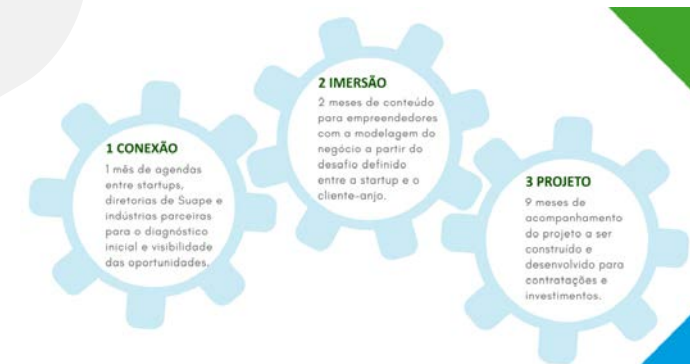 1 CONEXÃO
1 mês de agendas
entre startups,
diretorias de Suape e
indústrias parceiras
para o diagnóstico
inicial e visibilidade
das oportunidades.
2 IMERSÃO
2 meses de conteúdo
para empreendedores
com a modelagem do
negócio a partir do
desafio definido
entre a startup e o
cliente-anjo.
3 PROJETO
9 meses de
acompanhamento
do projeto a ser
construído e
desenvolvido para
contratações e
investimentos.